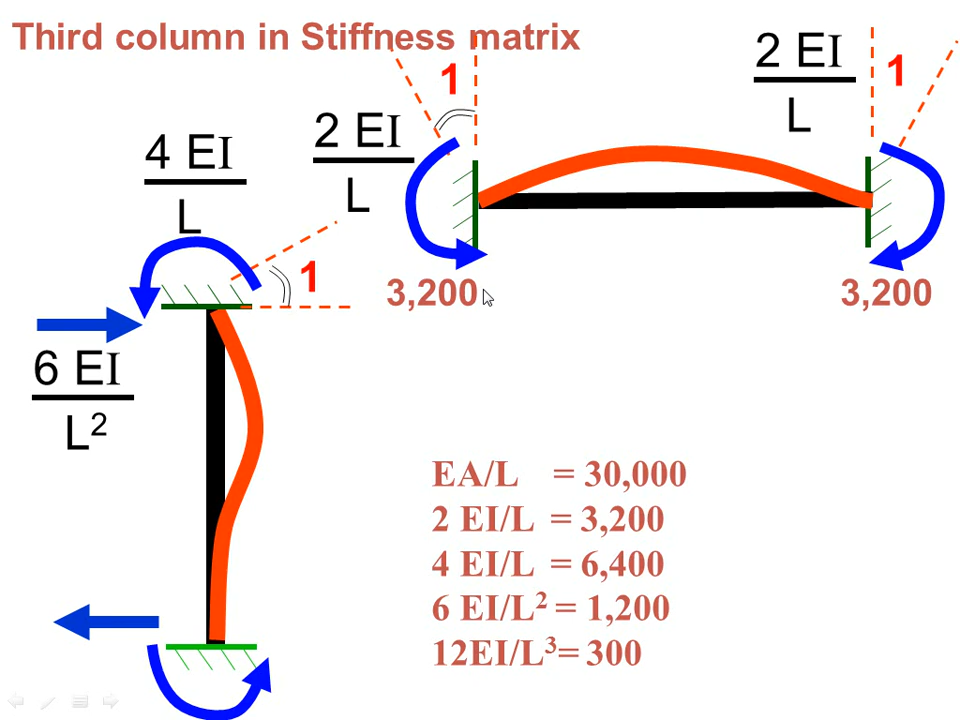 Third column in Stiffness matrix
2 EI
L
1
1
2 EI
L
4 EI
L
1
3,200
3,200
6 EI
L²
EA/L = 30,000
2 EI/L = 3,200
4 EI/L = 6,400
6 EI/L² = 1,200
12EI/L³= 300